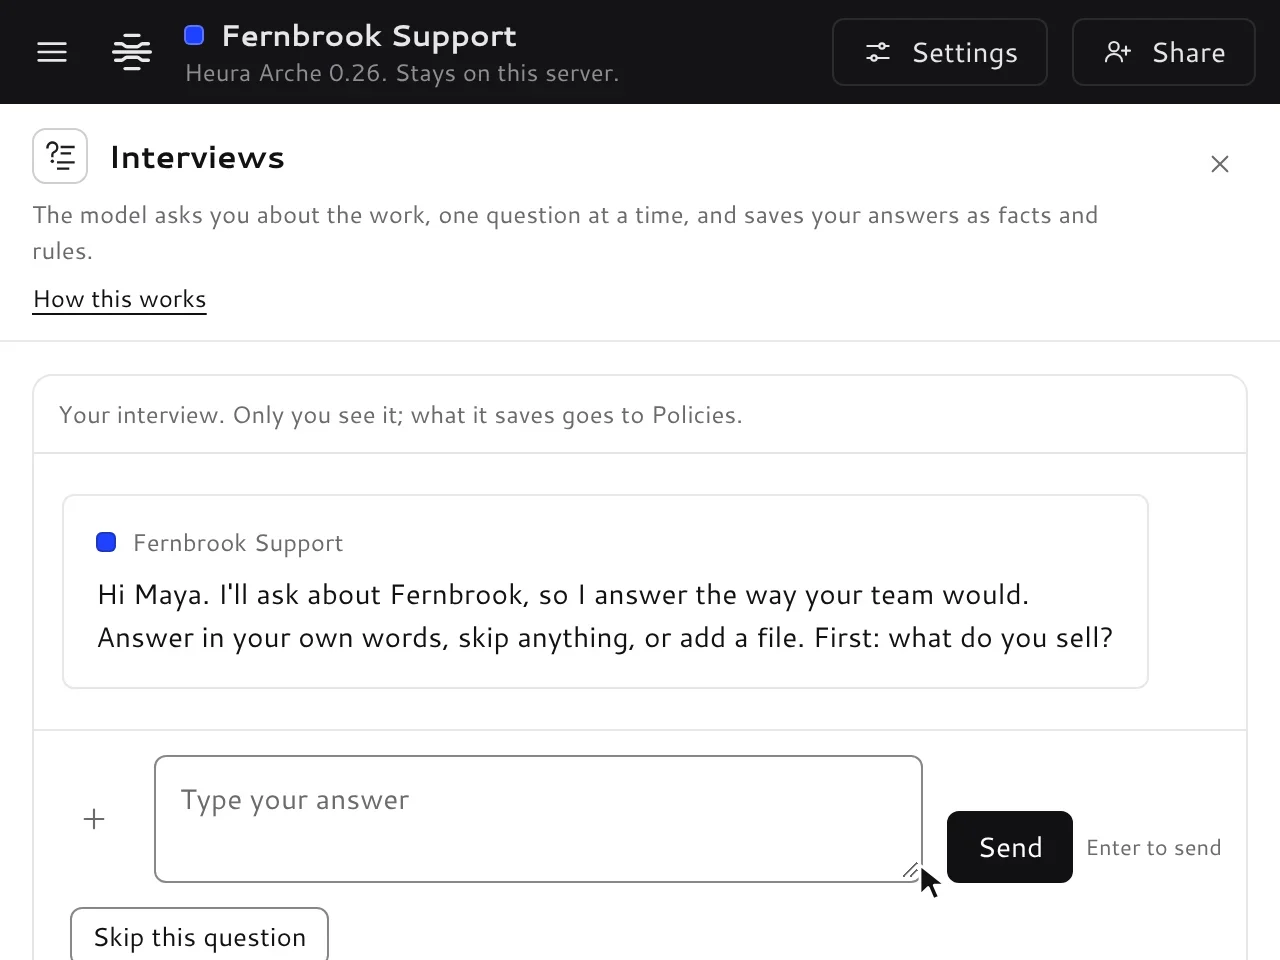 Fernbrook Support
Heura Arche 0.26. Stays on this server.
Settings
Share
Interviews
The model asks you about the work, one question at a time, and saves your answers as facts and
rules.
How this works
Your interview. Only you see it; what it saves goes to Policies.
Fernbrook Support
Hi Maya. I'll ask about Fernbrook, so I answer the way your team would.
Answer in your own words, skip anything, or add a file. First: what do you sell?
Type your answer
Send
Enter to send
Skip this question